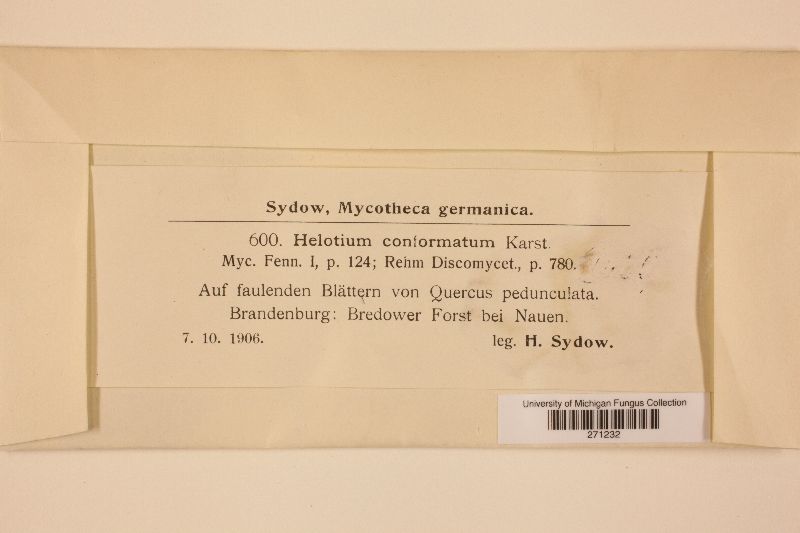 Sydow, Mycotheca germanica.
600. Helotium conformatum Karst.
Myc. Fenn. I, p. 124; Rehm Discomycet., p. 780.
Auf faulenden Blättern von Quercus pedunculata.
Brandenburg: Bredower Forst bei Nauen.
7. 10. 1906. leg. H. Sydow.
University of Michigan Fungus Collection
271232